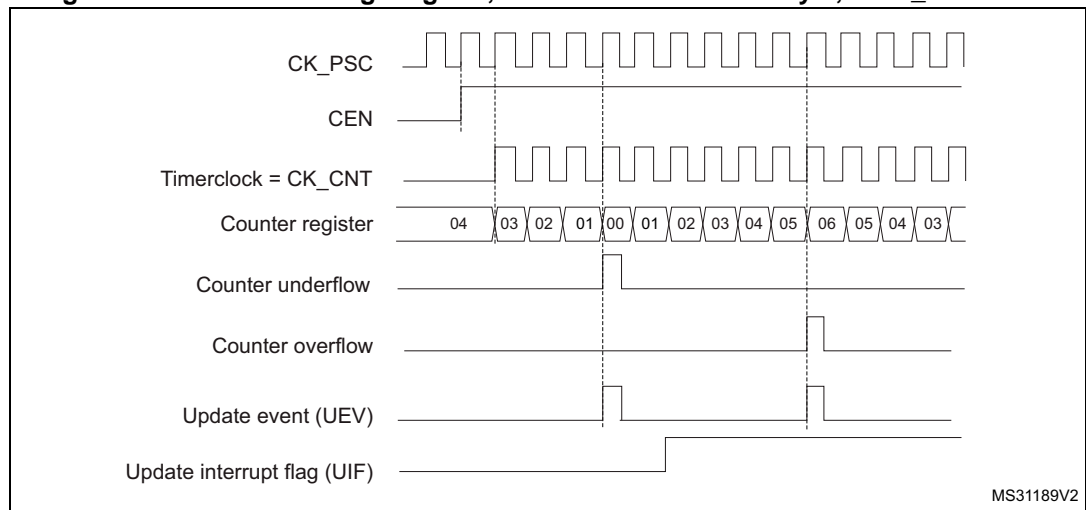 CK_PSC
CEN
Timerclock = CK_CNT
Counter register 04 03 02 01 00 01 02 03 04 05 06 05 04 03
Counter underflow
Counter overflow
Update event (UEV)
Update interrupt flag (UIF)
MS31189V2